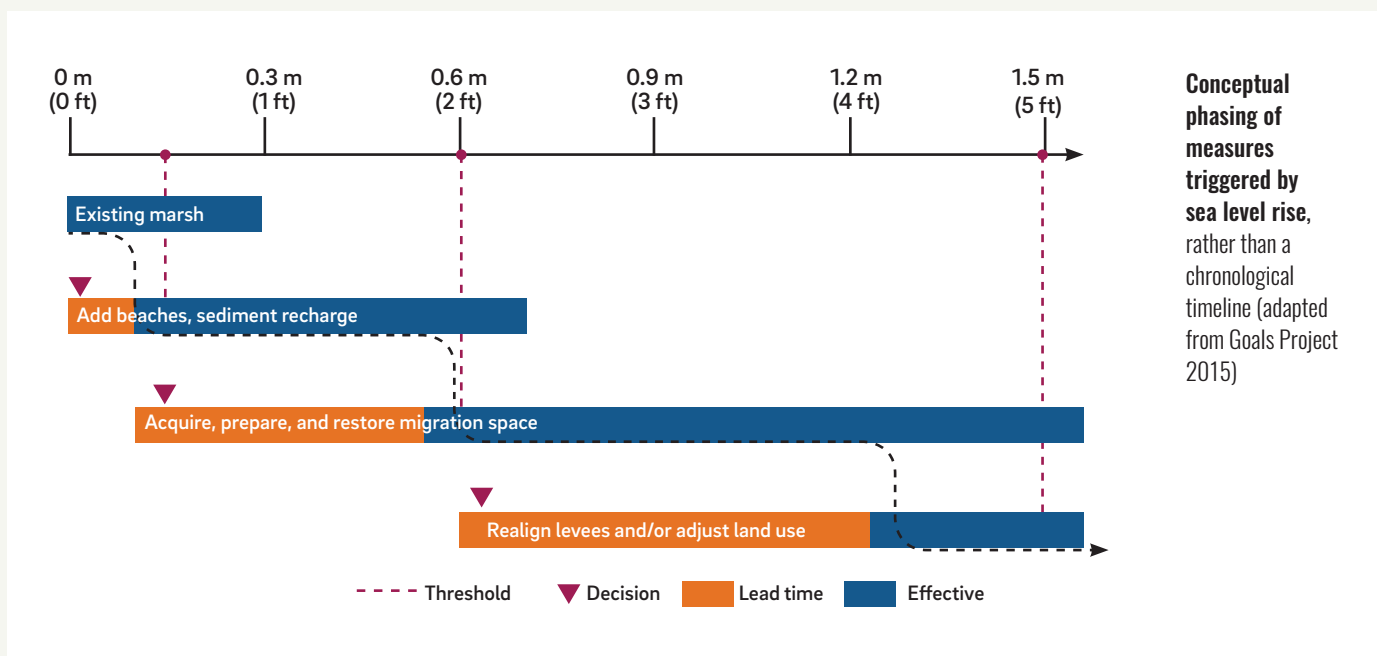 0 m
(0 ft)
0.3 m
(1 ft)
0.6 m
(2 ft)
0.9 m
(3 ft)
1.2 m
(4 ft)
1.5 m
(5 ft)
Existing marsh
Add beaches, sediment recharge
Acquire, prepare, and restore migration space
Realign levees and/or adjust land use
Threshold
Decision
Lead time
Effective
Conceptual
phasing of
measures
triggered by
sea level rise,
rather than a
chronological
timeline (adapted
from Goals Project
2015)